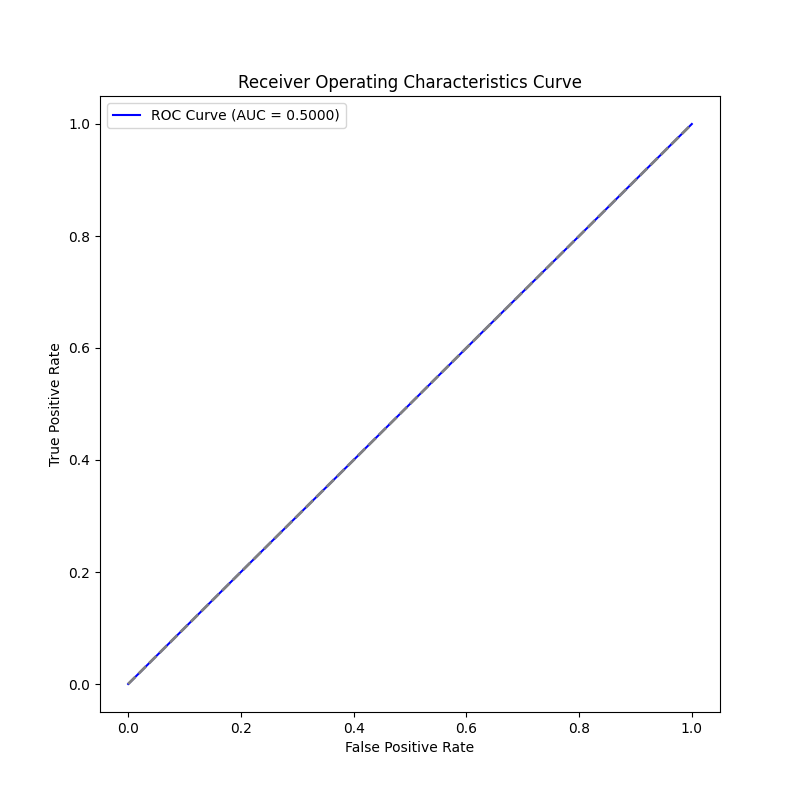 Receiver Operating Characteristics Curve
ROC Curve (AUC = 0.5000)
1.0
0.8
0.6
0.4
0.2
0.0
True Positive Rate
0.0 0.2 0.4 0.6 0.8 1.0
False Positive Rate